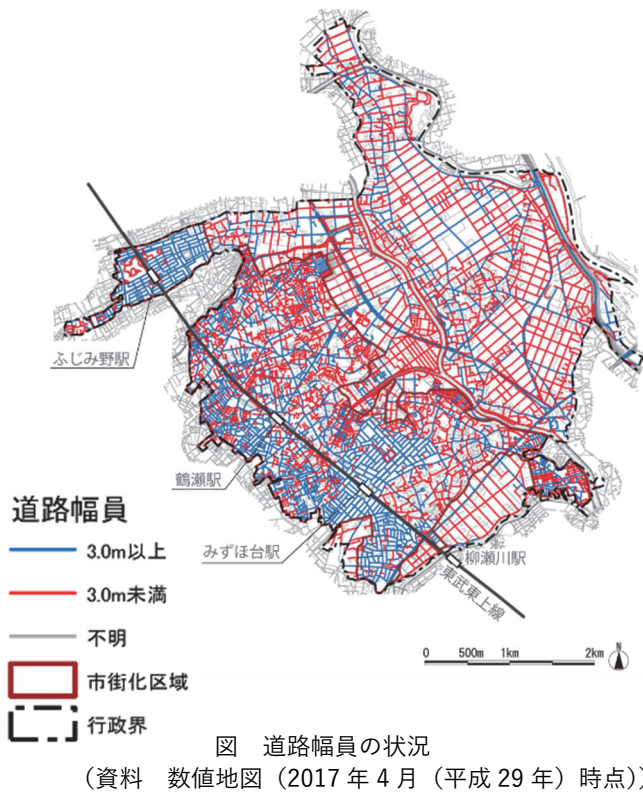 ふじみ野駅
鶴瀬駅
みずほ台駅
柳瀬川駅
東武東上線
道路幅員
3.0m以上
3.0m未満
不明
市街化区域
行政界
0 500m 1km 2km
N
図 道路幅員の状況
(資料 数値地図(2017年4月(平成29年)時点))